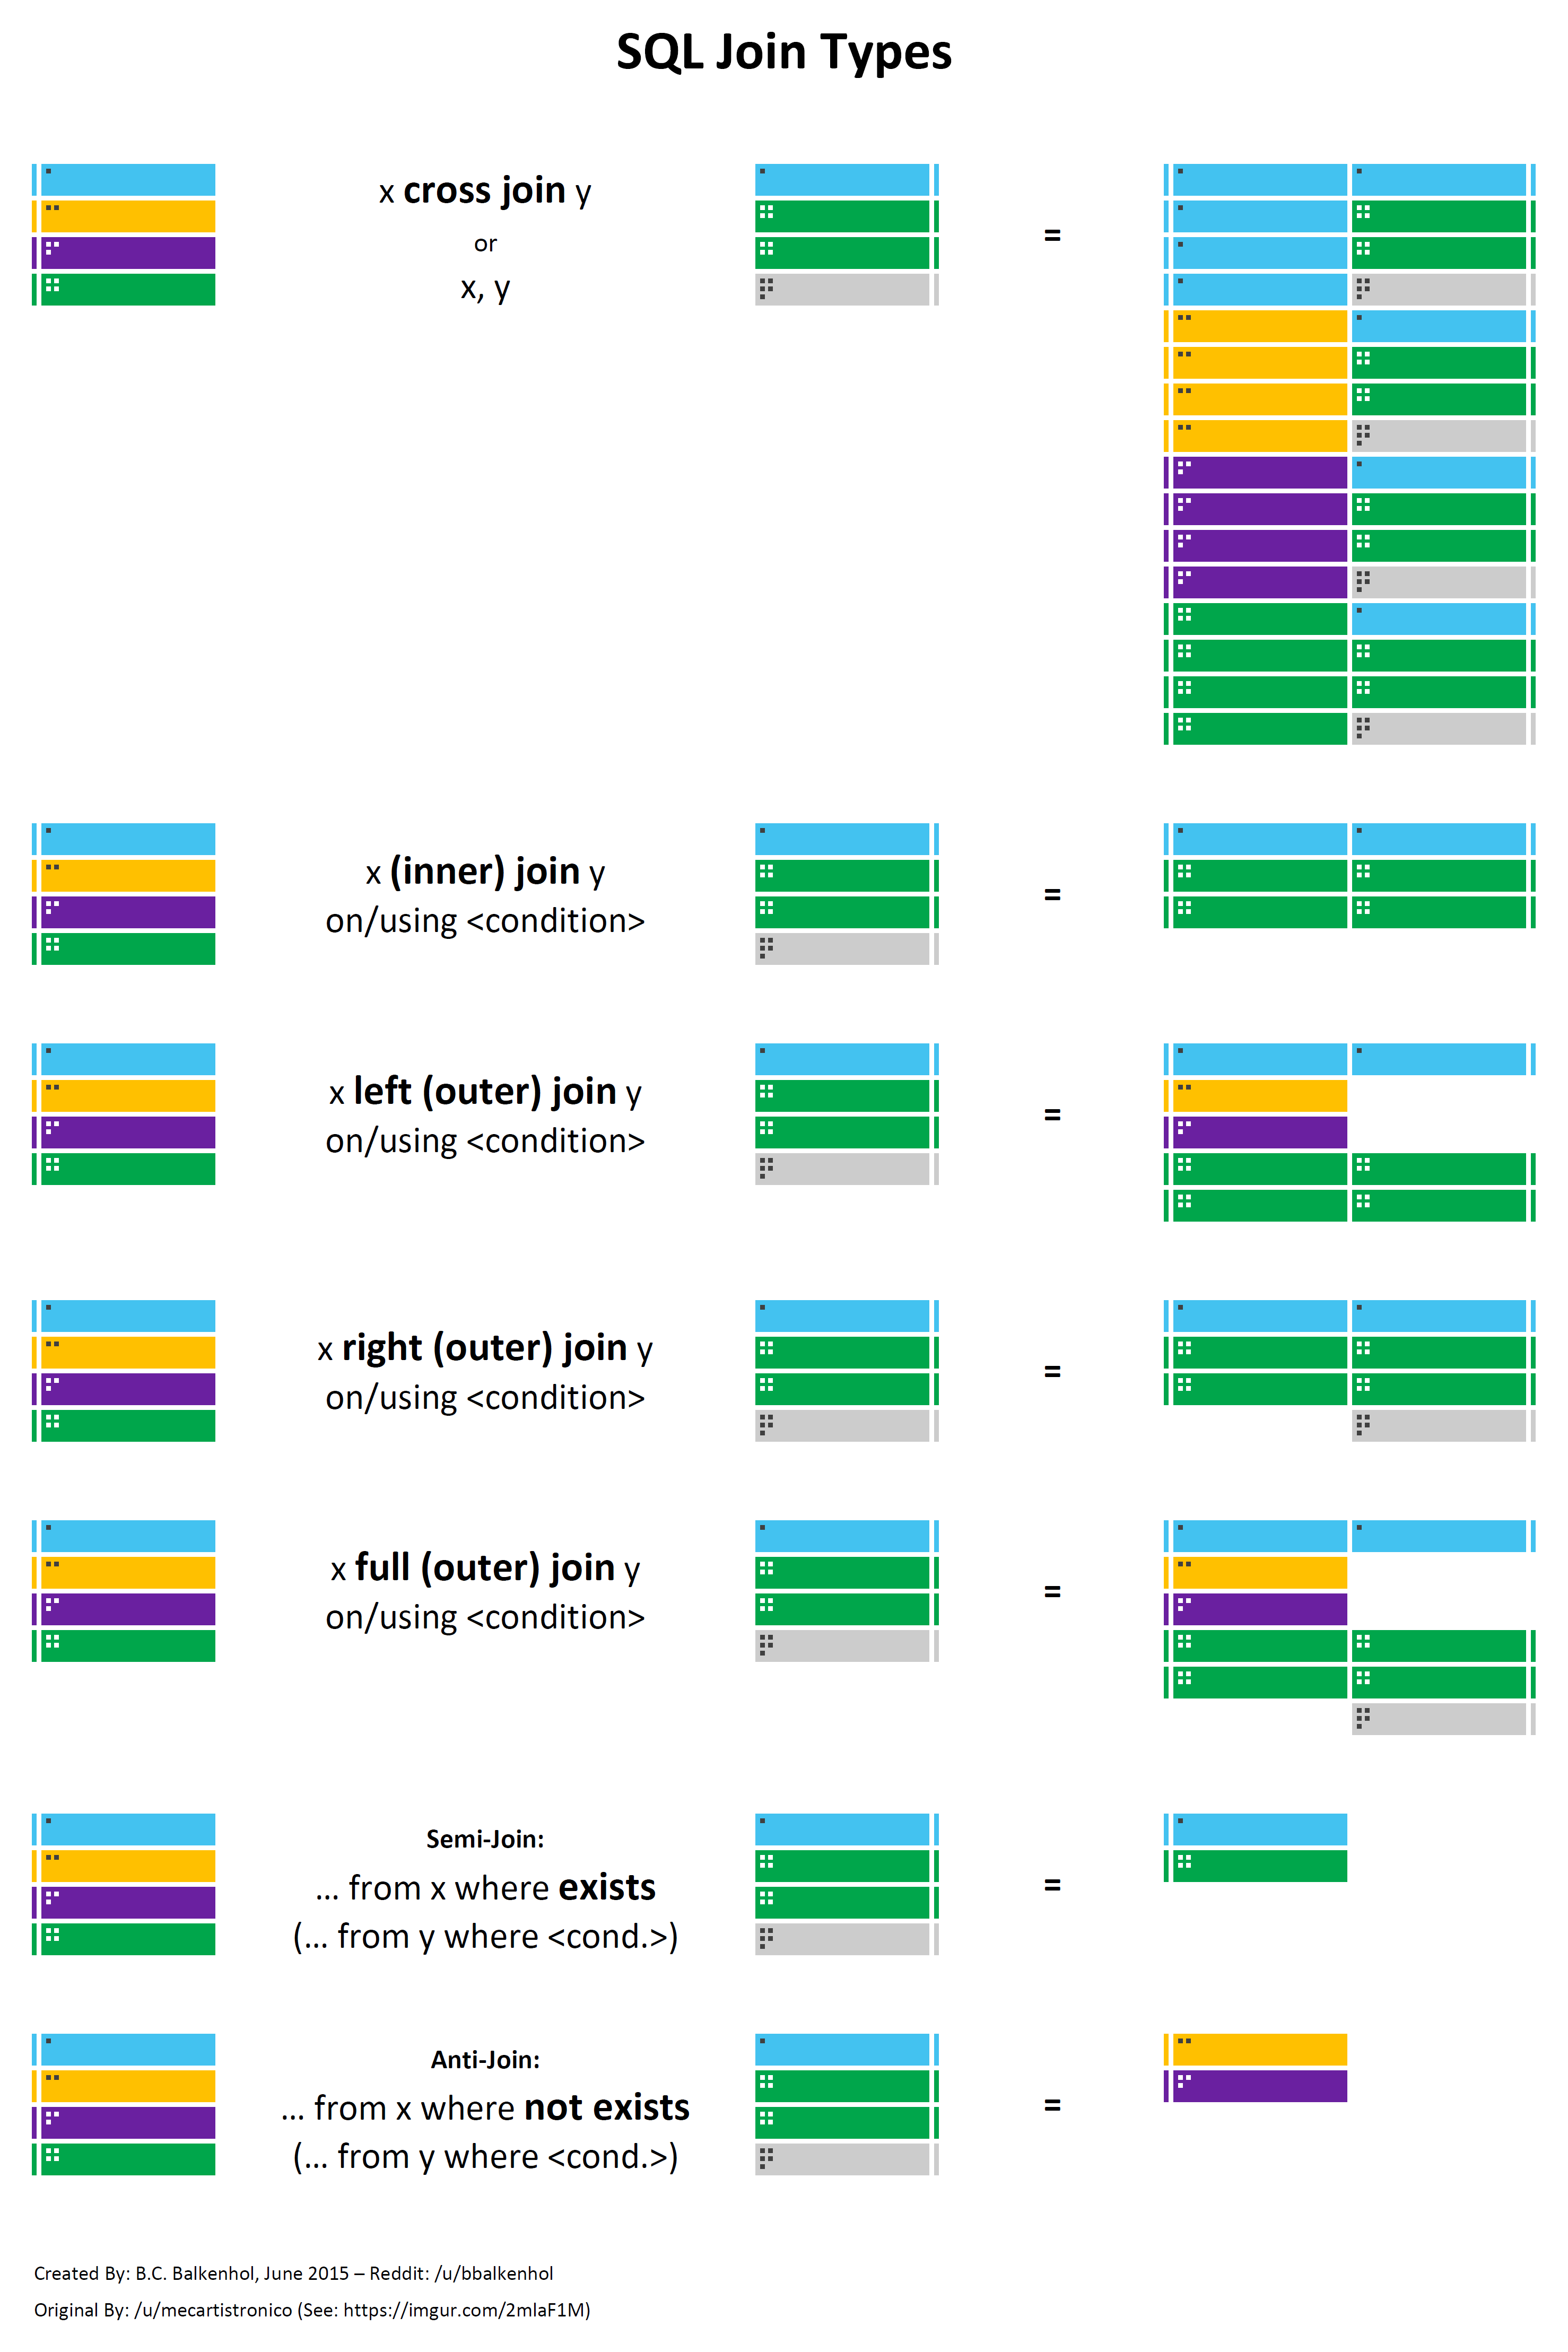 SQL Join Types
x cross join y
or
x, y
=
x (inner) join y
on/using <condition>
=
x left (outer) join y
on/using <condition>
=
x right (outer) join y
on/using <condition>
=
x full (outer) join y
on/using <condition>
=
Semi-Join:
... from x where exists
(... from y where <cond.>)
=
Anti-Join:
... from x where not exists
(... from y where <cond.>)
=
Created By: B.C. Balkenhol, June 2015 – Reddit: /u/bbalkenhol
Original By: /u/mecartistronico (See: https://imgur.com/2mlaF1M)